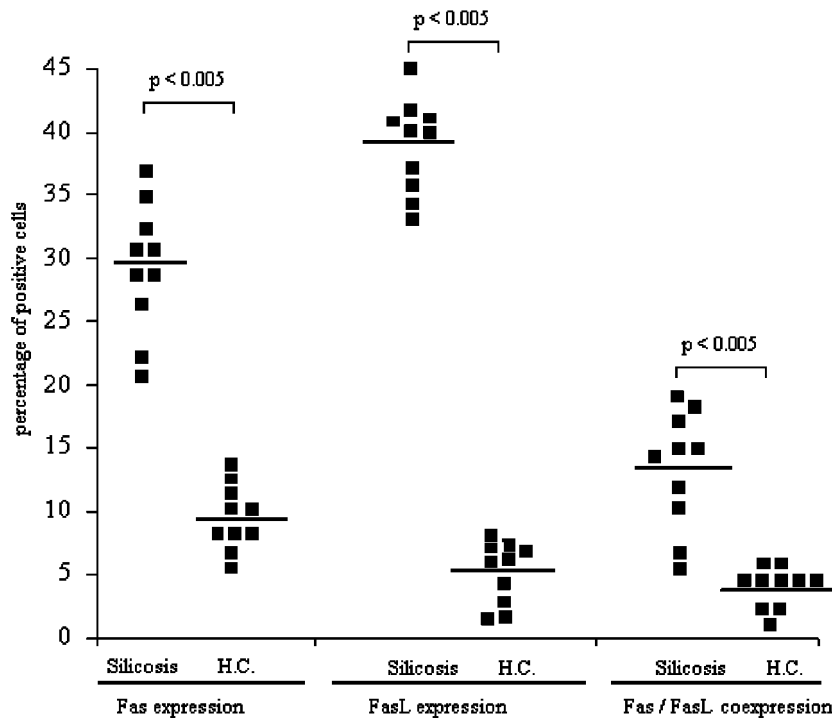 p < 0.005
p < 0.005
p < 0.005
percentage of positive cells
45
40
35
30
25
20
15
10
5
0
Silicosis H.C. Silicosis H.C. Silicosis H.C.
Fas expression FasL expression Fas / FasL coexpression